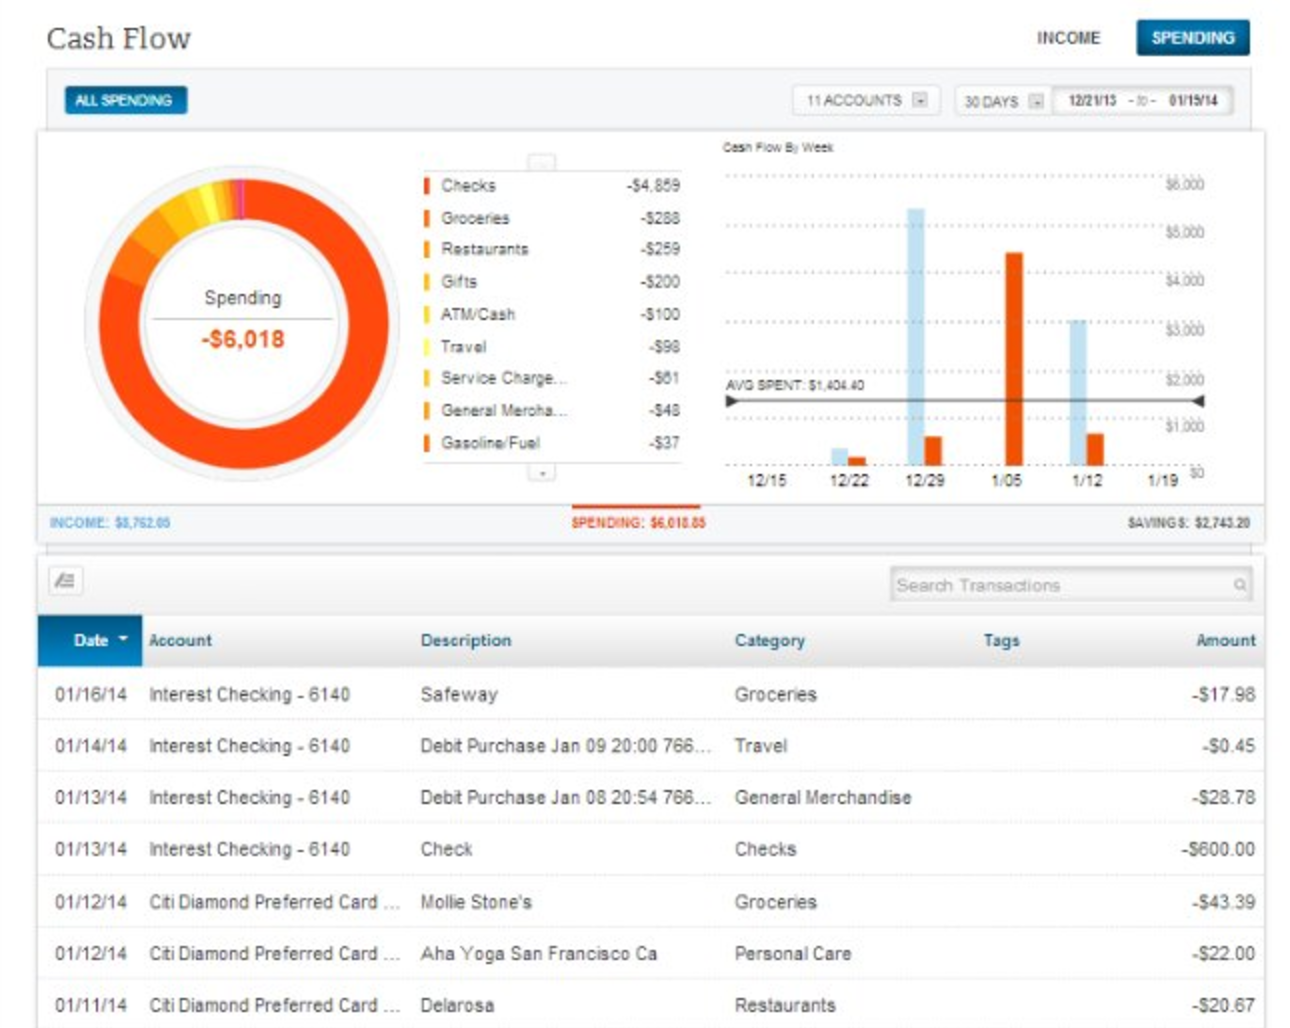 Cash Flow INCOME SPENDING
ALL SPENDING 11 ACCOUNTS 30 DAYS 12/21/13 - to - 01/19/14
Spending
-$6,018
Checks -$4,859
Groceries -$288
Restaurants -$259
Gifts -$200
ATM/Cash -$100
Travel -$98
Service Charge... -$61
General Mercha... -$48
Gasoline/Fuel -$37
Cash Flow By Week
$6,000
$5,000
$4,000
$3,000
$2,000
AVG SPENT: $1,404.40
$1,000
$0
12/15 12/22 12/29 1/05 1/12 1/19
INCOME: $8,762.05 SPENDING: $6,018.85 SAVINGS: $2,743.20
Search Transactions
Date Account Description Category Tags Amount
01/16/14 Interest Checking - 6140 Safeway Groceries -$17.98
01/14/14 Interest Checking - 6140 Debit Purchase Jan 09 20:00 766... Travel -$0.45
01/13/14 Interest Checking - 6140 Debit Purchase Jan 08 20:54 766... General Merchandise -$28.78
01/13/14 Interest Checking - 6140 Check Checks -$600.00
01/12/14 Citi Diamond Preferred Card ... Mollie Stone's Groceries -$43.39
01/12/14 Citi Diamond Preferred Card ... Aha Yoga San Francisco Ca Personal Care -$22.00
01/11/14 Citi Diamond Preferred Card ... Delarosa Restaurants -$20.67